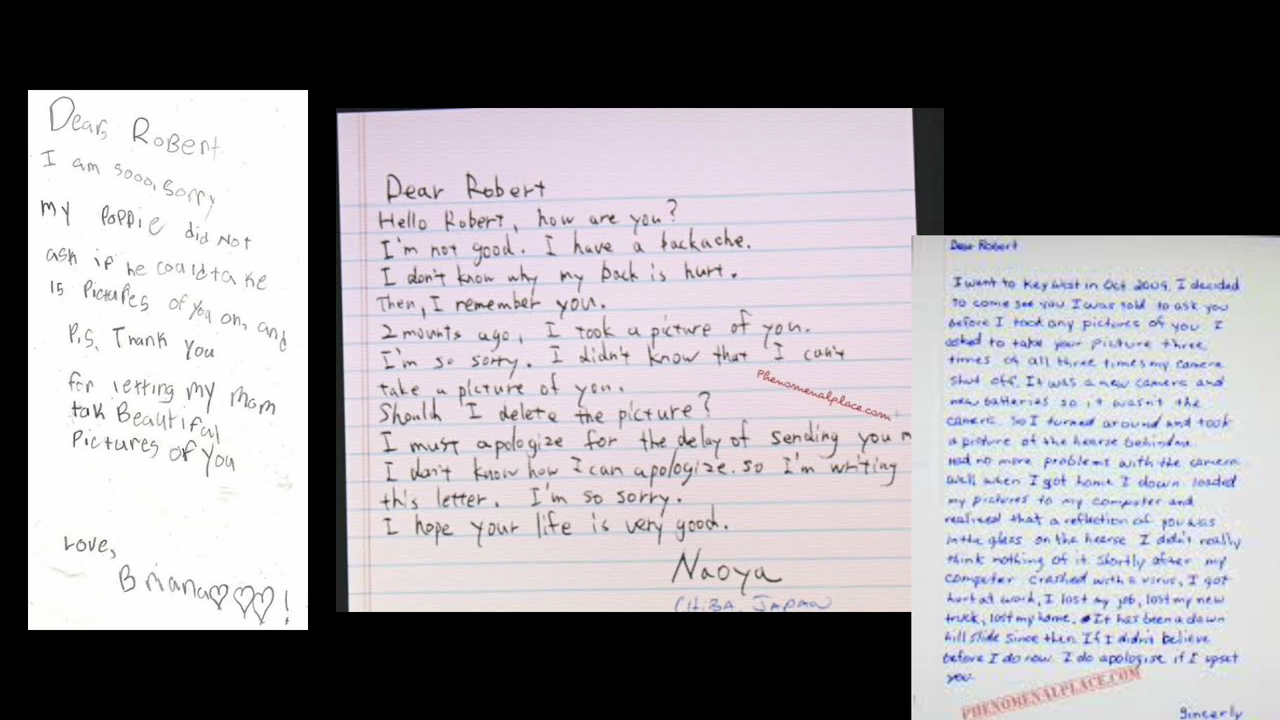 Dear, Robert
I am sooo, sorry
my Poppie did Not
ask if he could take
15 Pictures of you on, and
P.S. Thank you
for letting my mom
tak Beautiful
Pictures of you
Love,
Briana♡♡♡!
Dear Robert
Hello Robert, how are you?
I'm not good. I have a backache.
I don't know why my back is hurt.
Then, I remember you.
2 mounts ago, I took a picture of you.
I'm so sorry. I didn't know that I can't
take a picture of you.
Should I delete the picture?
I must apologize for the delay of sending you
I don't know how I can apologize. so I'm writing
this letter. I'm so sorry.
I hope your life is very good.
Naoya
CHIBA JAPAN
Phenomenalplace.com
Dear Robert
I went to Key West in Oct 2009. I decided
to come see you I was told to ask you
before I took any pictures of you I
asked to take your picture three
times of all three times my camera
shut off. It was a new camera and
new batteries so it wasn't the
camera. So I turned around and took
a picture of the hearse behind me
Had no more problems with the camera
well when I got home I down loaded
my pictures to my computer and
realized that a reflection of you was
in the glass on the hearse I didn't really
think nothing of it. Shortly after my
computer crashed with a virus, I got
hurt at work, I lost my job, lost my new
truck, lost my home. It has been a down
hill slide since then. If I didn't believe
before I do now. I do apologise if I upset
you.
PHENOMENALPLACE.COM
Sincerly